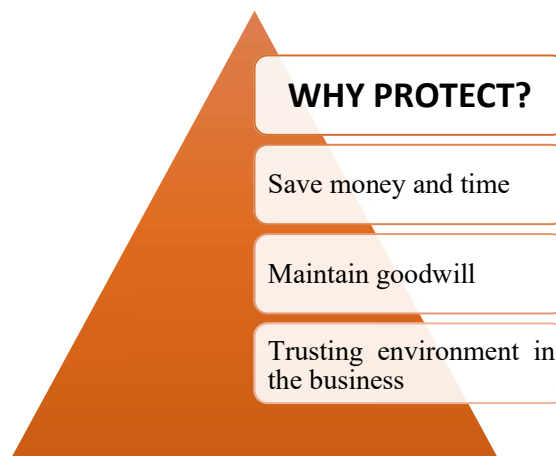 WHY PROTECT?
Save money and time
Maintain goodwill
Trusting environment in
the business